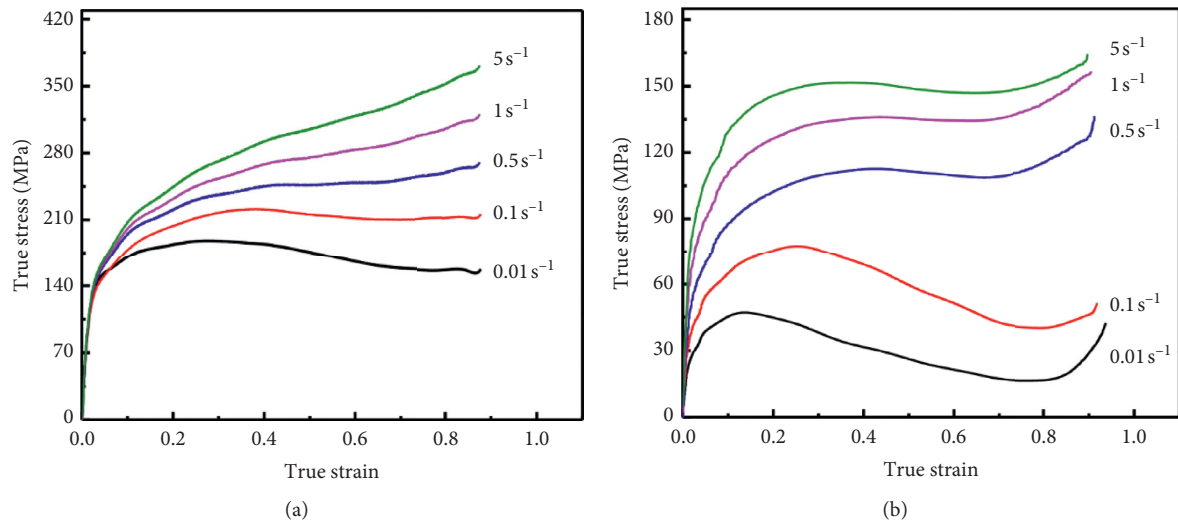 420
350
280
210
140
70
0
True stress (MPa)
5 s⁻¹
1 s⁻¹
0.5 s⁻¹
0.1 s⁻¹
0.01 s⁻¹
0.0 0.2 0.4 0.6 0.8 1.0
True strain
(a)
180
150
120
90
60
30
0
True stress (MPa)
5 s⁻¹
1 s⁻¹
0.5 s⁻¹
0.1 s⁻¹
0.01 s⁻¹
0.0 0.2 0.4 0.6 0.8 1.0
True strain
(b)